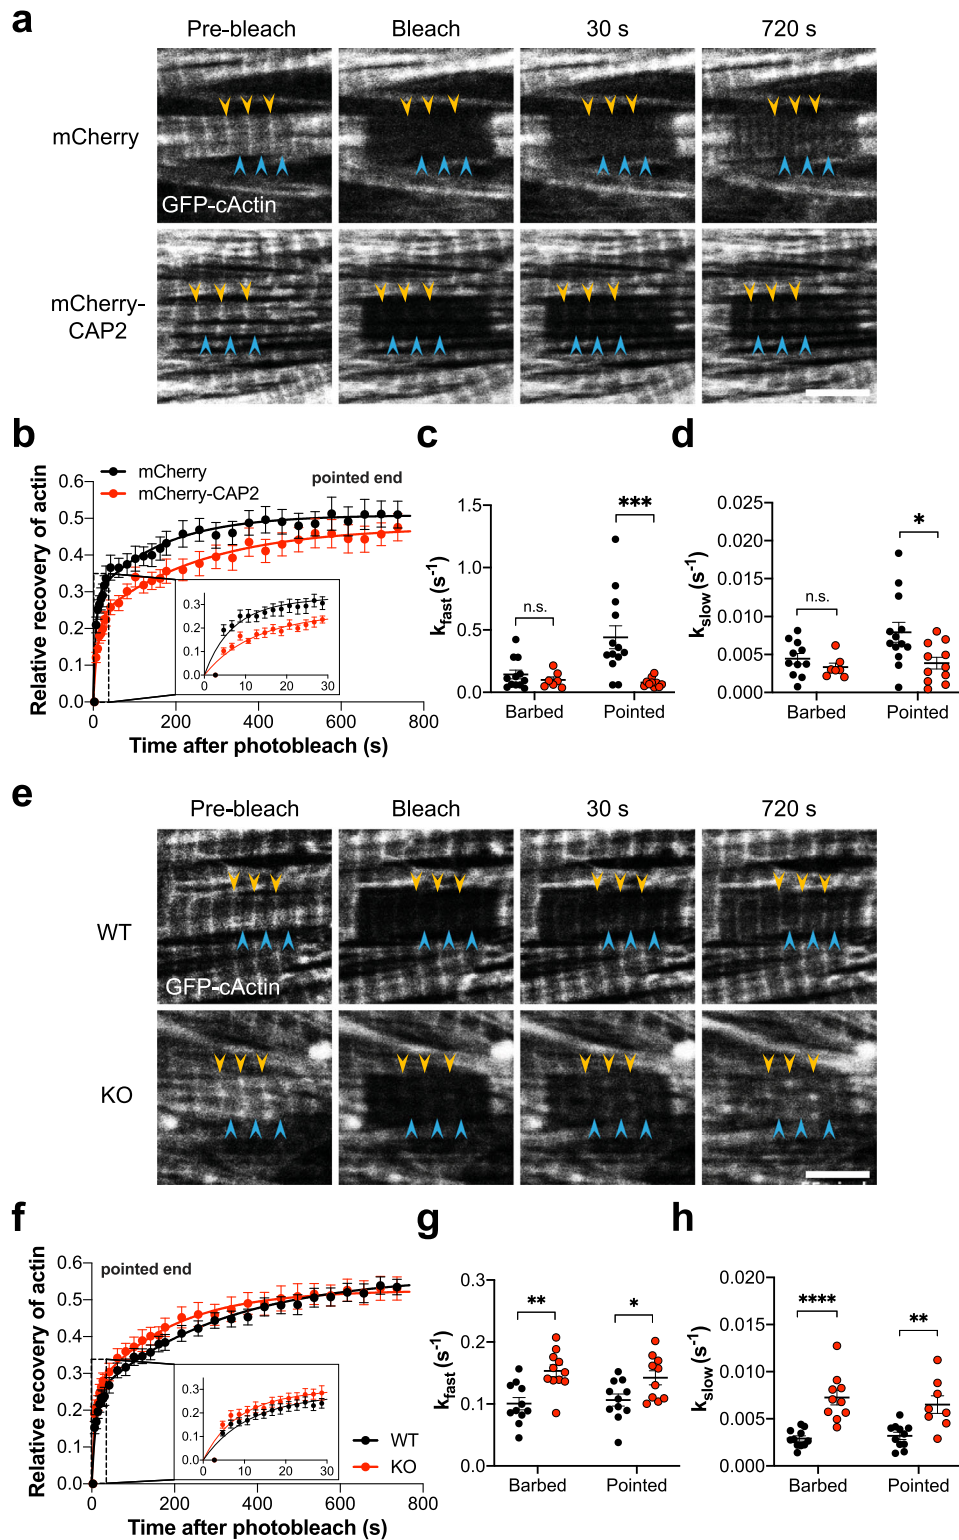 a
Pre-bleach Bleach 30 s 720 s
mCherry
GFP-cActin
mCherry-
CAP2
b
mCherry
mCherry-CAP2
pointed end
Relative recovery of actin
0.6
0.5
0.4
0.3
0.2
0.1
0.0
0 200 400 600 800
Time after photobleach (s)
0.3
0.2
0.1
0.0
0 10 20 30
c
kfast (s-1)
1.5
1.0
0.5
0.0
n.s.
***
Barbed Pointed
d
kslow (s-1)
0.025
0.020
0.015
0.010
0.005
0.000
n.s.
*
Barbed Pointed
e
Pre-bleach Bleach 30 s 720 s
WT
GFP-cActin
KO
f
pointed end
Relative recovery of actin
0.6
0.5
0.4
0.3
0.2
0.1
0.0
0 200 400 600 800
Time after photobleach (s)
0.3
0.2
0.1
0.0
0 10 20 30
WT
KO
g
kfast (s-1)
0.3
0.2
0.1
0.0
**
*
Barbed Pointed
h
kslow (s-1)
0.020
0.015
0.010
0.005
0.000
****
**
Barbed Pointed